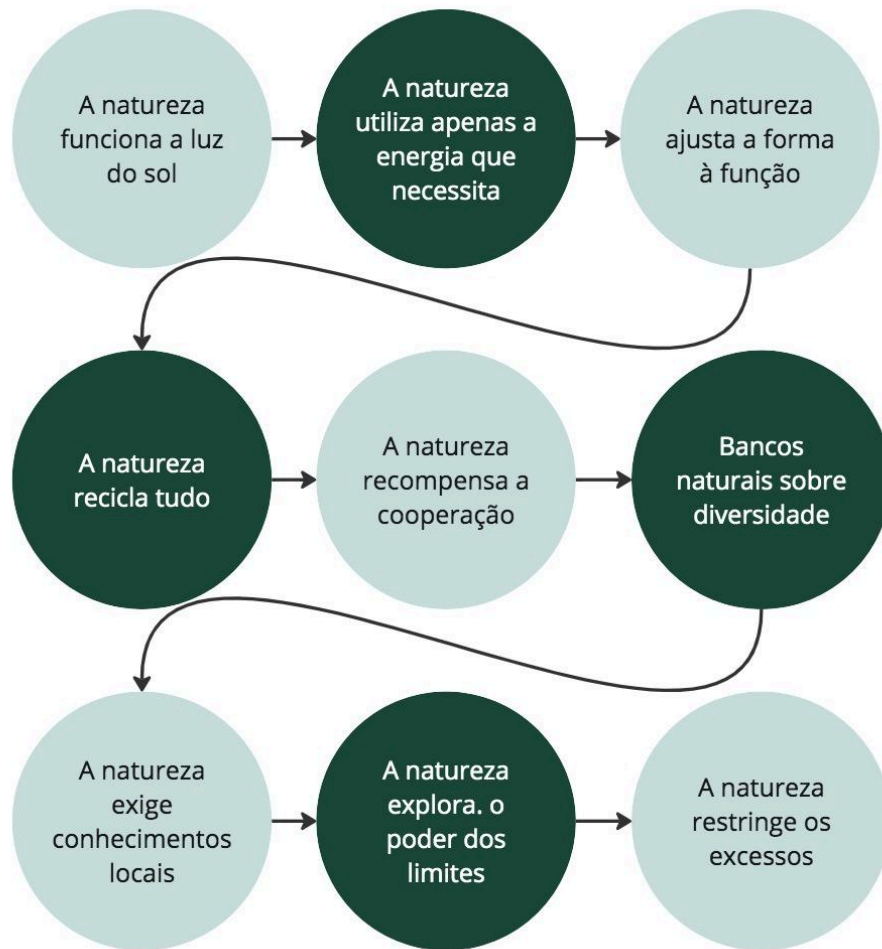 A natureza
funciona a luz
do sol
A natureza
utiliza apenas a
energia que
necessita
A natureza
ajusta a forma
à função
A natureza
recicla tudo
A natureza
recompensa a
cooperação
Bancos
naturais sobre
diversidade
A natureza
exige
conhecimentos
locais
A natureza
explora. o
poder dos
limites
A natureza
restringe os
excessos